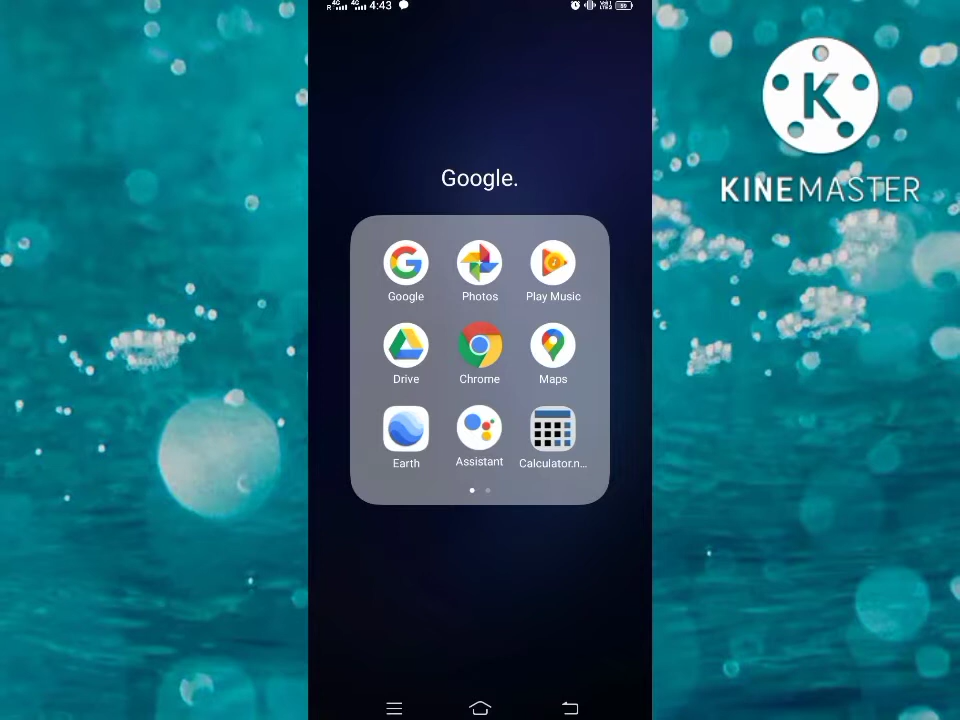 4:43
KINEMASTER
Google.
Google Photos Play Music
Drive Chrome Maps
Earth Assistant Calculator.n...